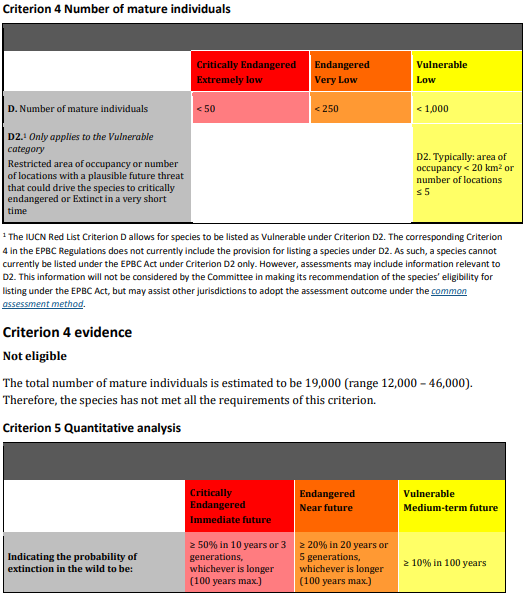 Criterion 4 Number of mature individuals
Critically Endangered
Extremely low
Endangered
Very Low
Vulnerable
Low
D. Number of mature individuals
< 50
< 250
< 1,000
D2.¹ Only applies to the Vulnerable
category
Restricted area of occupancy or number
of locations with a plausible future threat
that could drive the species to critically
endangered or Extinct in a very short
time
D2. Typically: area of
occupancy < 20 km² or
number of locations
≤ 5
¹ The IUCN Red List Criterion D allows for species to be listed as Vulnerable under Criterion D2. The corresponding Criterion
4 in the EPBC Regulations does not currently include the provision for listing a species under D2. As such, a species cannot
currently be listed under the EPBC Act under Criterion D2 only. However, assessments may include information relevant to
D2. This information will not be considered by the Committee in making its recommendation of the species’ eligibility for
listing under the EPBC Act, but may assist other jurisdictions to adopt the assessment outcome under the common
assessment method.
Criterion 4 evidence
Not eligible
The total number of mature individuals is estimated to be 19,000 (range 12,000 – 46,000).
Therefore, the species has not met all the requirements of this criterion.
Criterion 5 Quantitative analysis
Critically
Endangered
Immediate future
Endangered
Near future
Vulnerable
Medium-term future
Indicating the probability of
extinction in the wild to be:
≥ 50% in 10 years or 3
generations,
whichever is longer
(100 years max.)
≥ 20% in 20 years or
5 generations,
whichever is longer
(100 years max.)
≥ 10% in 100 years